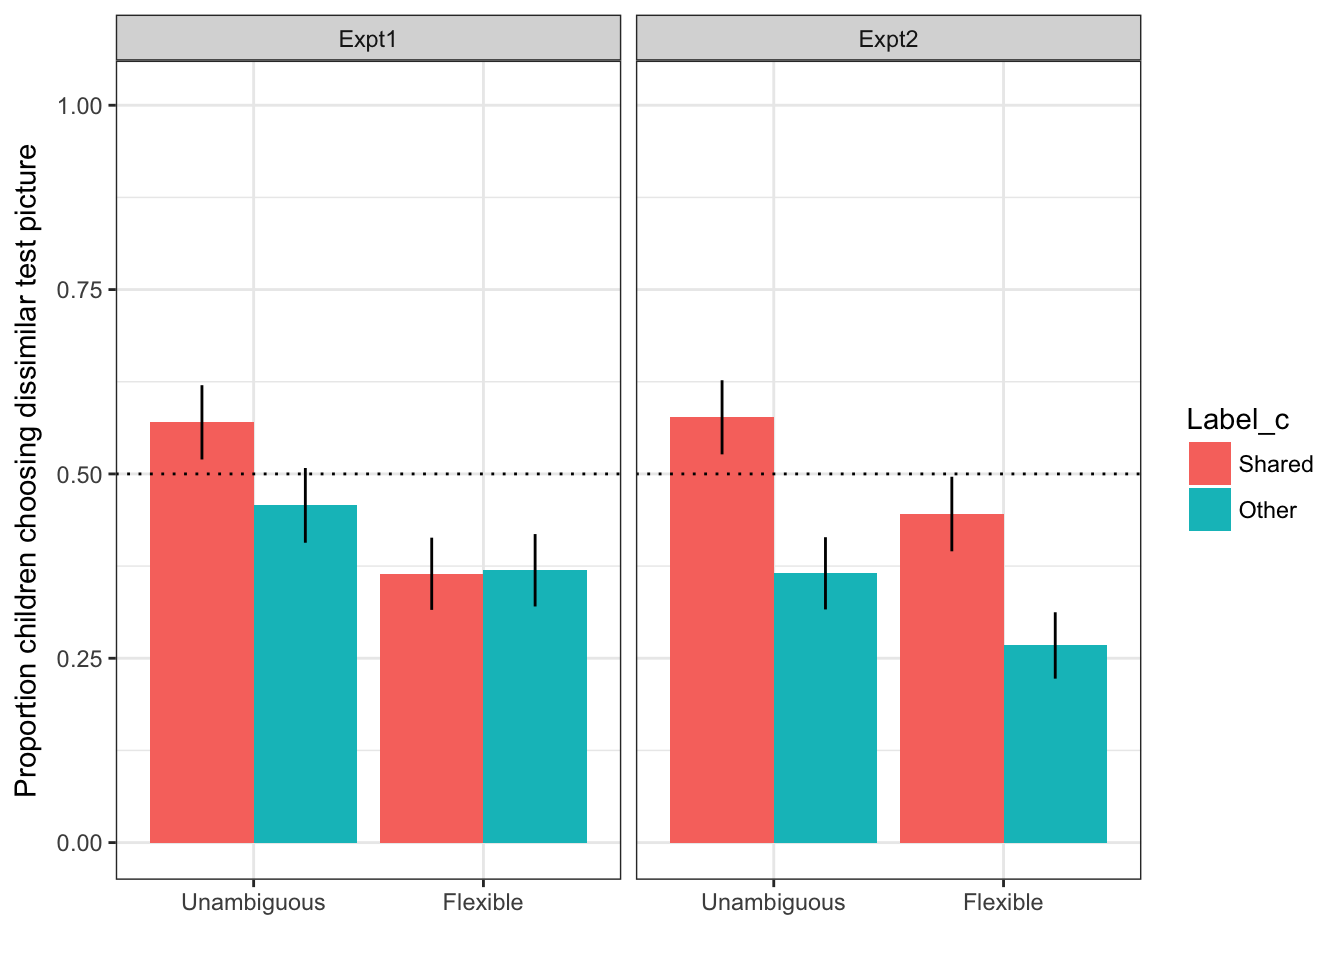 Expt1
Expt2
Proportion children choosing dissimilar test picture
1.00
0.75
0.50
0.25
0.00
Unambiguous
Flexible
Unambiguous
Flexible
Label_c
Shared
Other